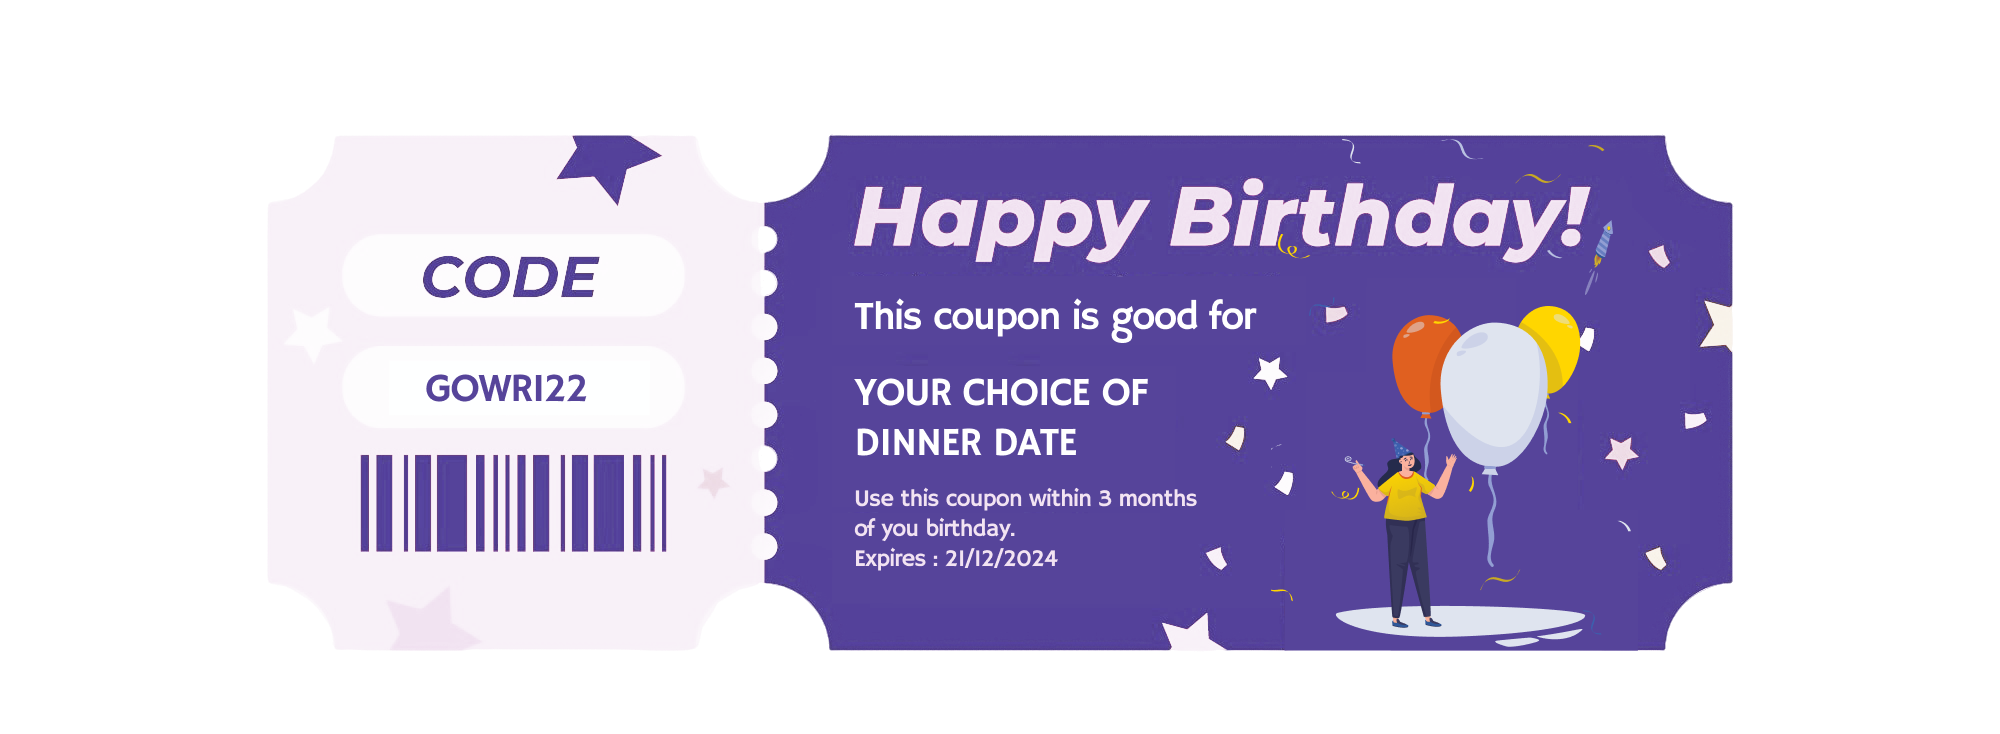 CODE
GOWRI22
Happy Birthday!
This coupon is good for
YOUR CHOICE OF
DINNER DATE
Use this coupon within 3 months
of you birthday.
Expires : 21/12/2024